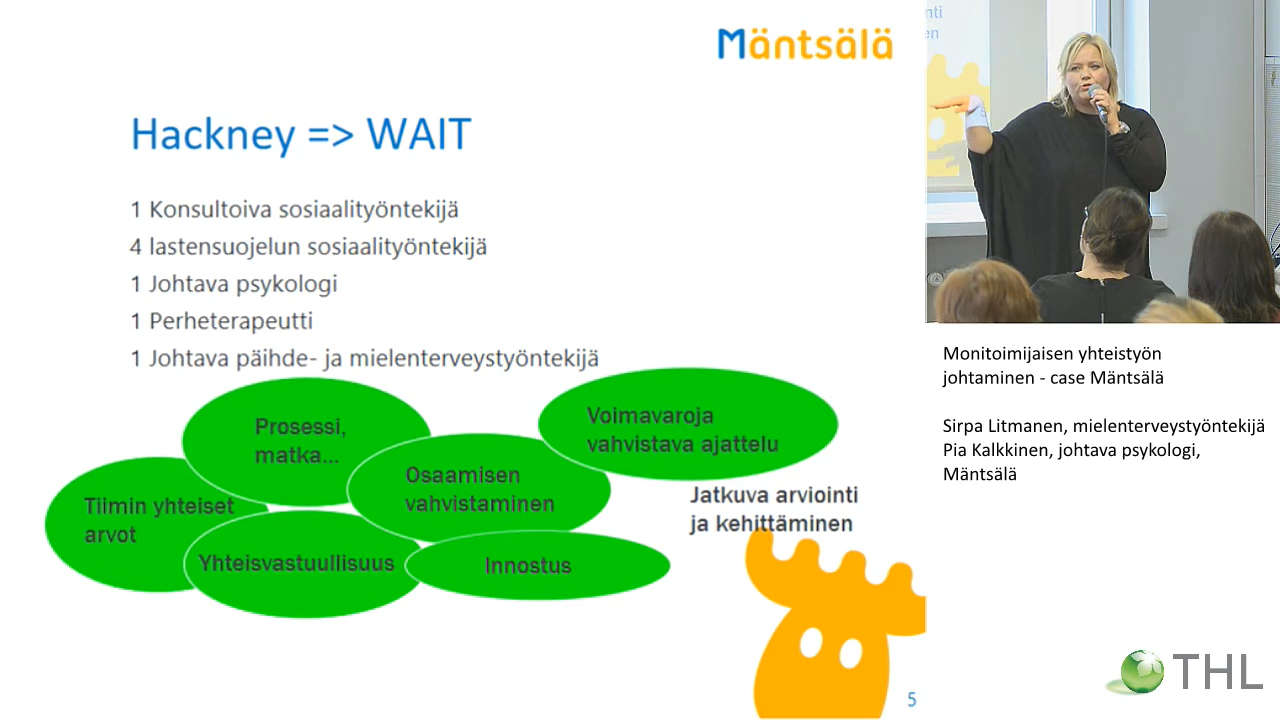 Mäntsälä
Hackney => WAIT
1 Konsultoiva sosiaalityöntekijä
4 lastensuojelun sosiaalityöntekijä
1 Johtava psykologi
1 Perheterapeutti
1 Johtava päihde- ja mielenterveystyöntekijä
Prosessi,
matka...
Voimavaroja
vahvistava ajattelu
Osaamisen
vahvistaminen
Tiimin yhteiset
arvot
Jatkuva arviointi
ja kehittäminen
Yhteisvastuullisuus
Innostus
5
Monitoimijaisen yhteistyön
johtaminen - case Mäntsälä
Sirpa Litmanen, mielenterveystyöntekijä
Pia Kalkkinen, johtava psykologi,
Mäntsälä
THL